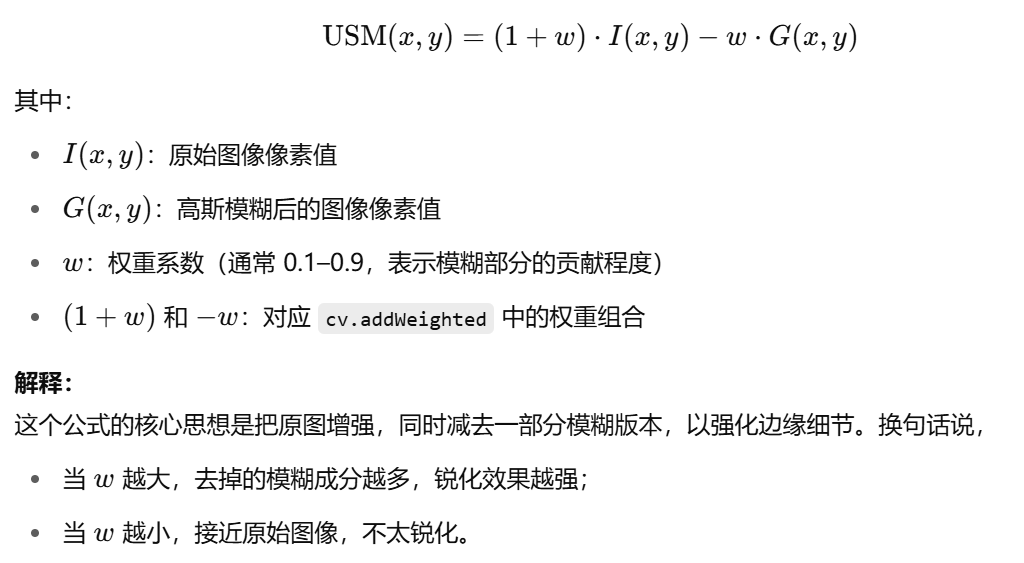 USM(x, y) = (1 + w) · I(x, y) − w · G(x, y)
其中：
• I(x, y)：原始图像像素值
• G(x, y)：高斯模糊后的图像像素值
• w：权重系数（通常 0.1–0.9，表示模糊部分的贡献程度）
• (1 + w) 和 −w：对应 cv.addWeighted 中的权重组合
解释：
这个公式的核心思想是把原图增强，同时减去一部分模糊版本，以强化边缘细节。换句话说，
• 当 w 越大，去掉的模糊成分越多，锐化效果越强；
• 当 w 越小，接近原始图像，不太锐化。